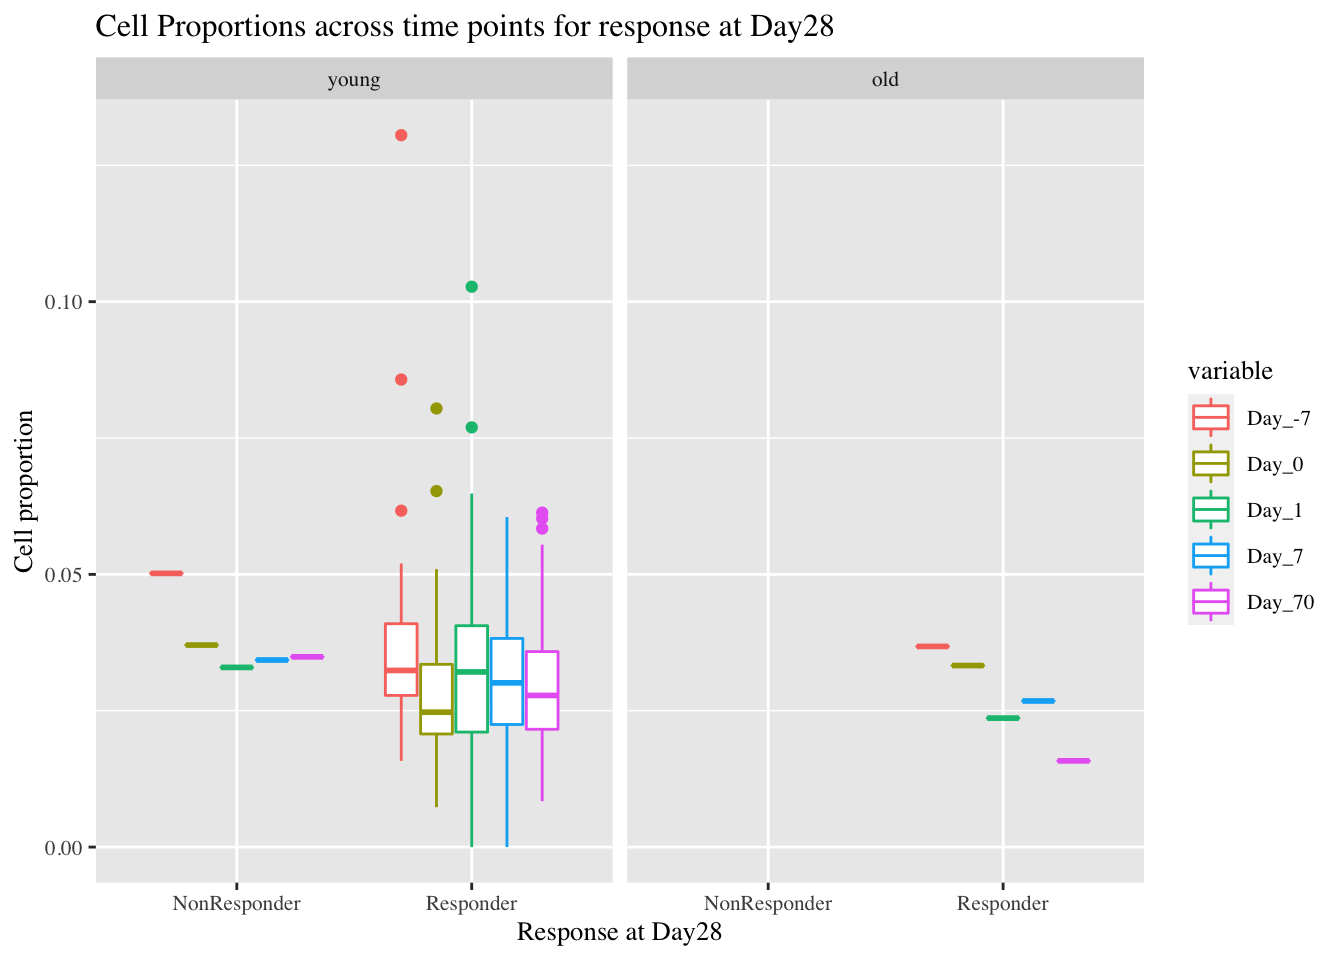 Cell Proportions across time points for response at Day28
young
old
Cell proportion
0.10
0.05
0.00
NonResponder
Responder
NonResponder
Responder
Response at Day28
variable
Day_-7
Day_0
Day_1
Day_7
Day_70